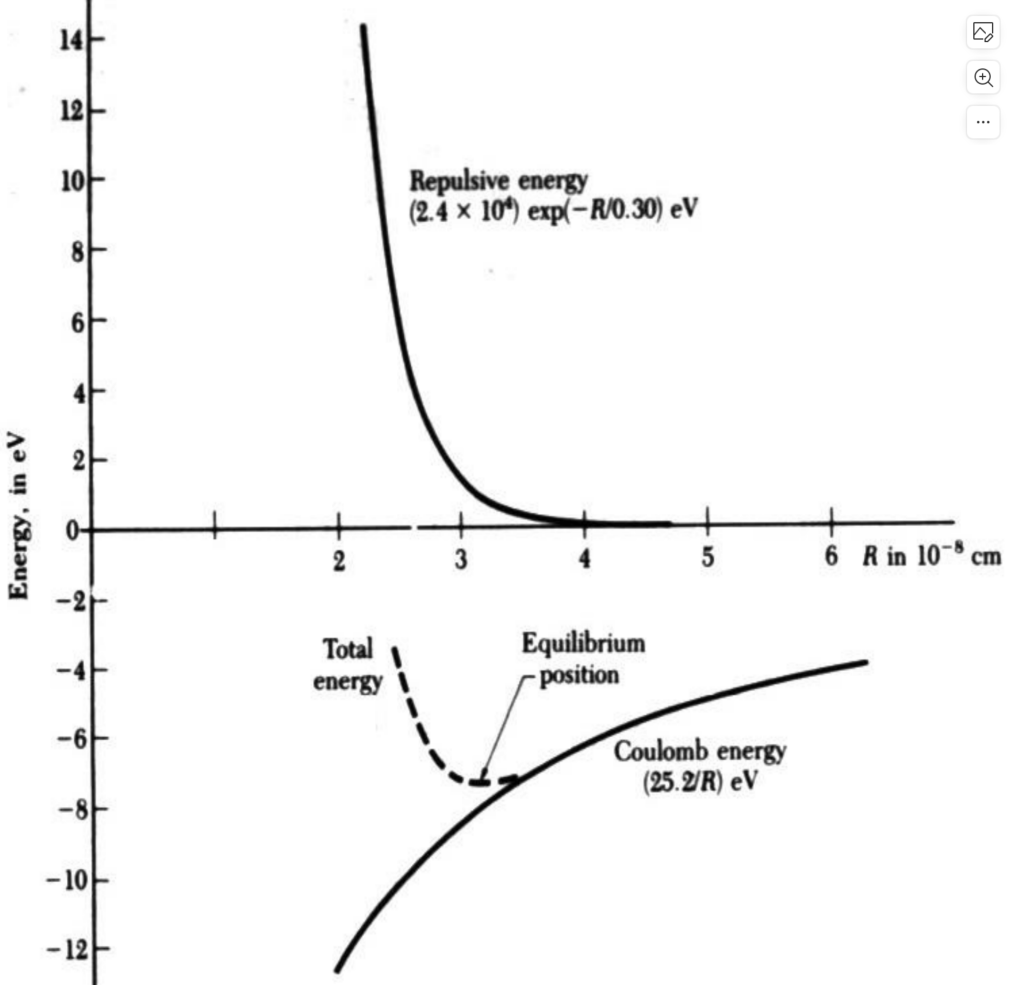 14
12
10
8
6
4
2
0
−2
−4
−6
−8
−10
−12
Energy, in eV
Repulsive energy
(2.4 × 10⁴) exp(−R/0.30) eV
2
3
4
5
6
R in 10⁻⁸ cm
Total
energy
Equilibrium
position
Coulomb energy
(25.2/R) eV